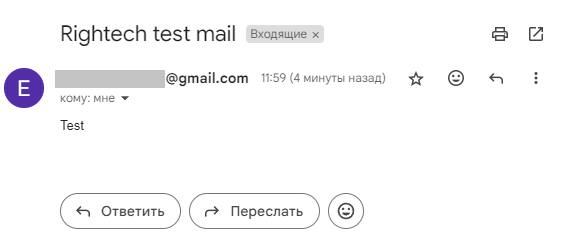 Rightech test mail Входящие ×
E
@gmail.com 11:59 (4 минуты назад)
кому: мне
Test
Ответить Переслать